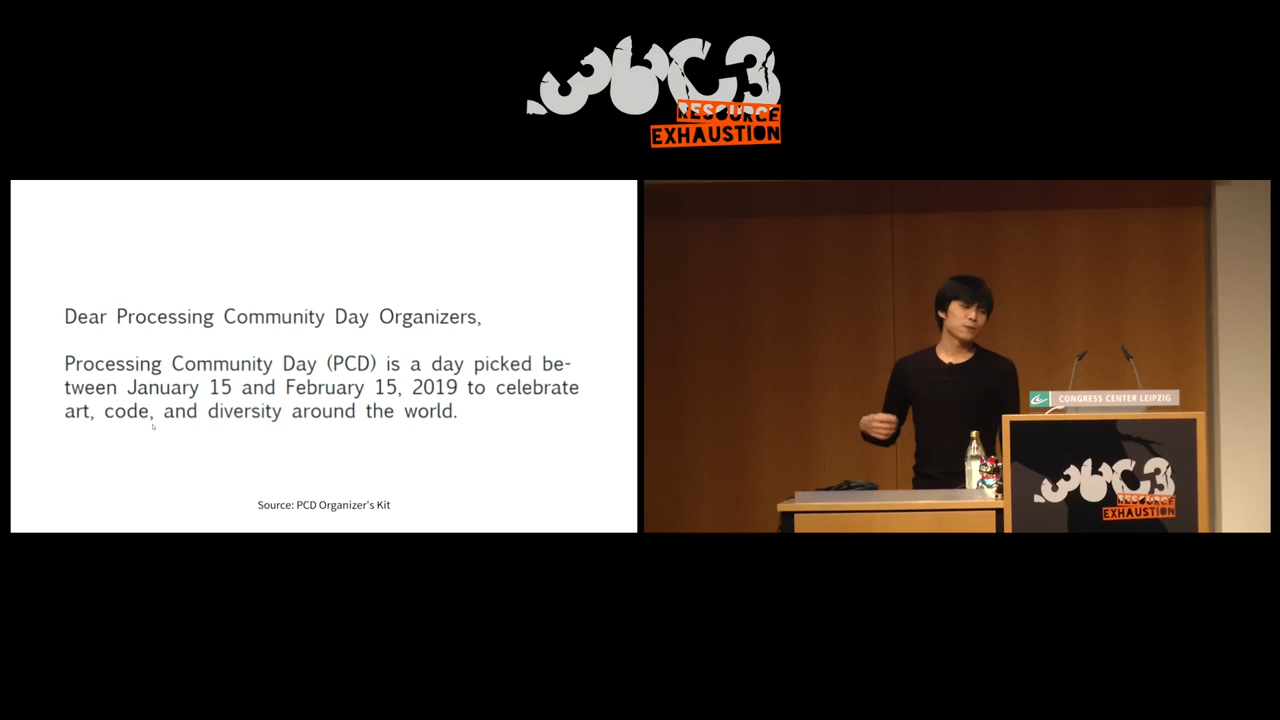 36C3
RESOURCE
EXHAUSTION
Dear Processing Community Day Organizers,
Processing Community Day (PCD) is a day picked be-
tween January 15 and February 15, 2019 to celebrate
art, code, and diversity around the world.
Source: PCD Organizer's Kit
CONGRESS CENTER LEIPZIG
36C3
RESOURCE
EXHAUSTION